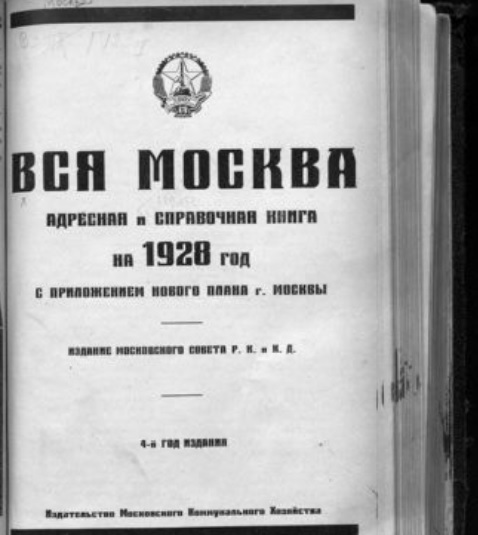 ВСЯ МОСКВА
АДРЕСНАЯ и СПРАВОЧНАЯ КНИГА
НА 1928 ГОД
С ПРИЛОЖЕНИЕМ НОВОГО ПЛАНА г. МОСКВЫ
ИЗДАНИЕ МОСКОВСКОГО СОВЕТА Р. К. и К. Д.
4-й ГОД ИЗДАНИЯ
Издательство Московского Коммунального Хозяйства